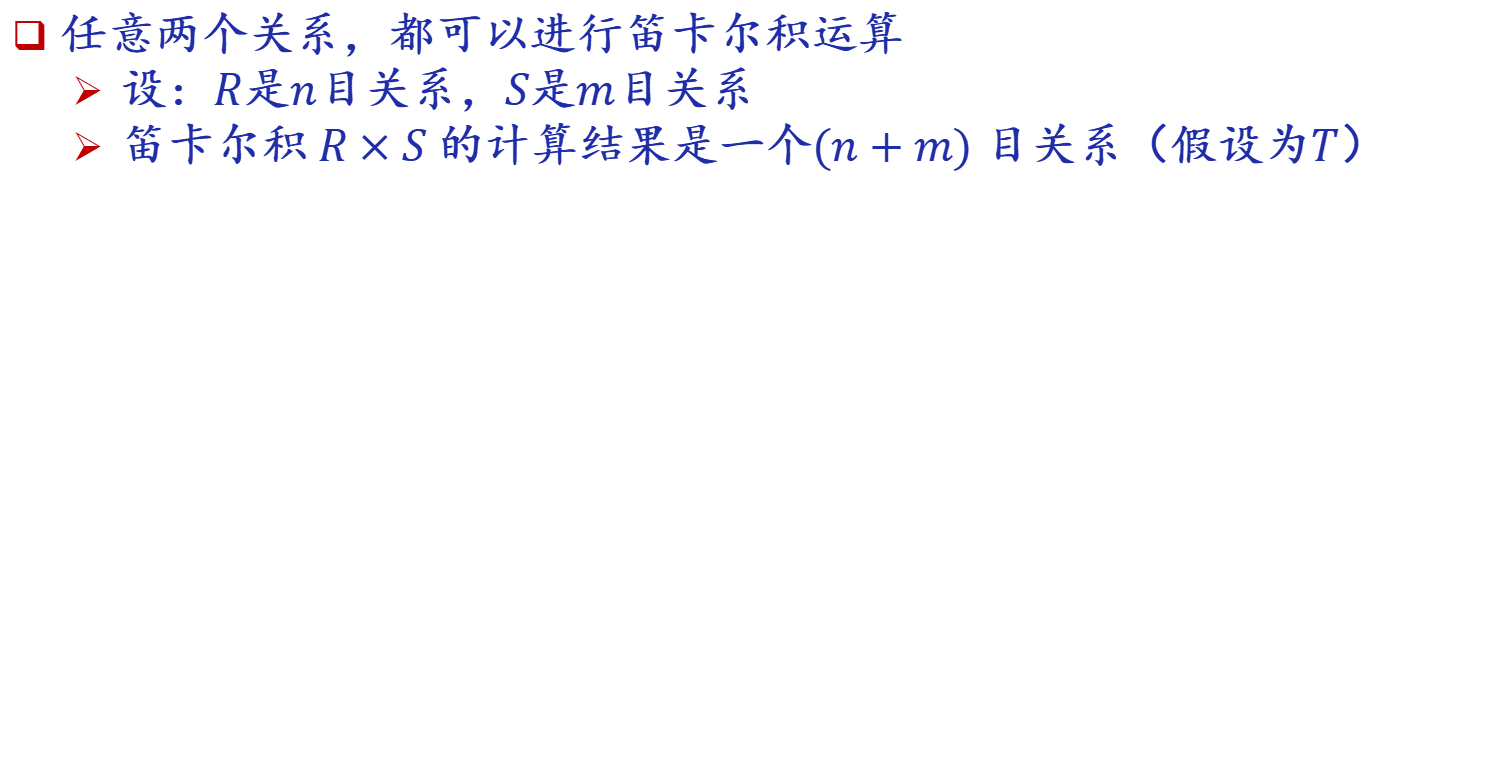 任意两个关系，都可以进行笛卡尔积运算
设：R是n目关系，S是m目关系
笛卡尔积 R × S 的计算结果是一个(n + m) 目关系（假设为T）